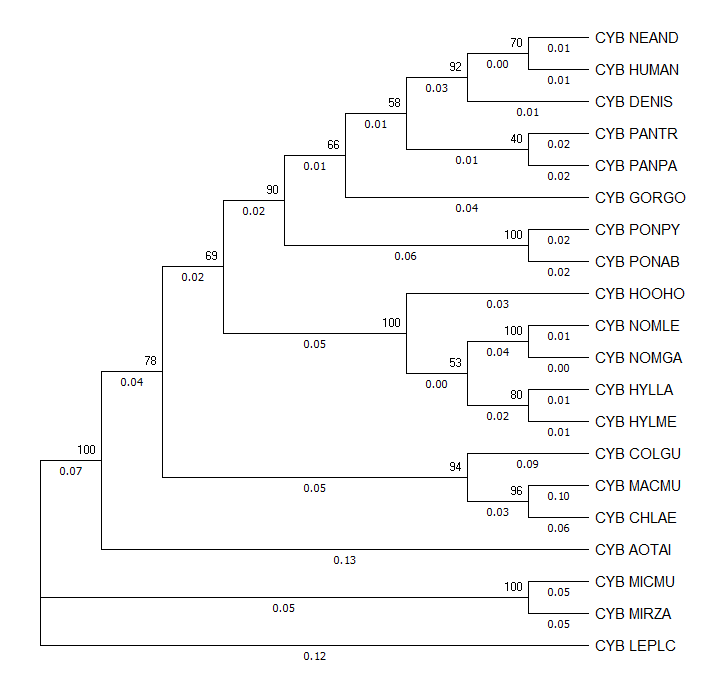 CYB NEAND
70
0.01
92
0.00
CYB HUMAN
0.01
0.03
58
CYB DENIS
0.01
0.01
CYB PANTR
40
0.02
66
0.01
CYB PANPA
0.01
0.02
90
CYB GORGO
0.04
0.02
CYB PONPY
100
0.02
69
0.06
CYB PONAB
0.02
0.02
CYB HOOHO
0.03
100
CYB NOMLE
100
0.01
0.05
0.04
CYB NOMGA
53
0.00
78
0.00
0.04
CYB HYLLA
80
0.01
0.02
CYB HYLME
0.01
100
CYB COLGU
94
0.09
0.07
0.05
CYB MACMU
96
0.10
0.03
CYB CHLAE
0.06
CYB AOTAI
0.13
CYB MICMU
100
0.05
0.05
CYB MIRZA
0.05
CYB LEPLC
0.12